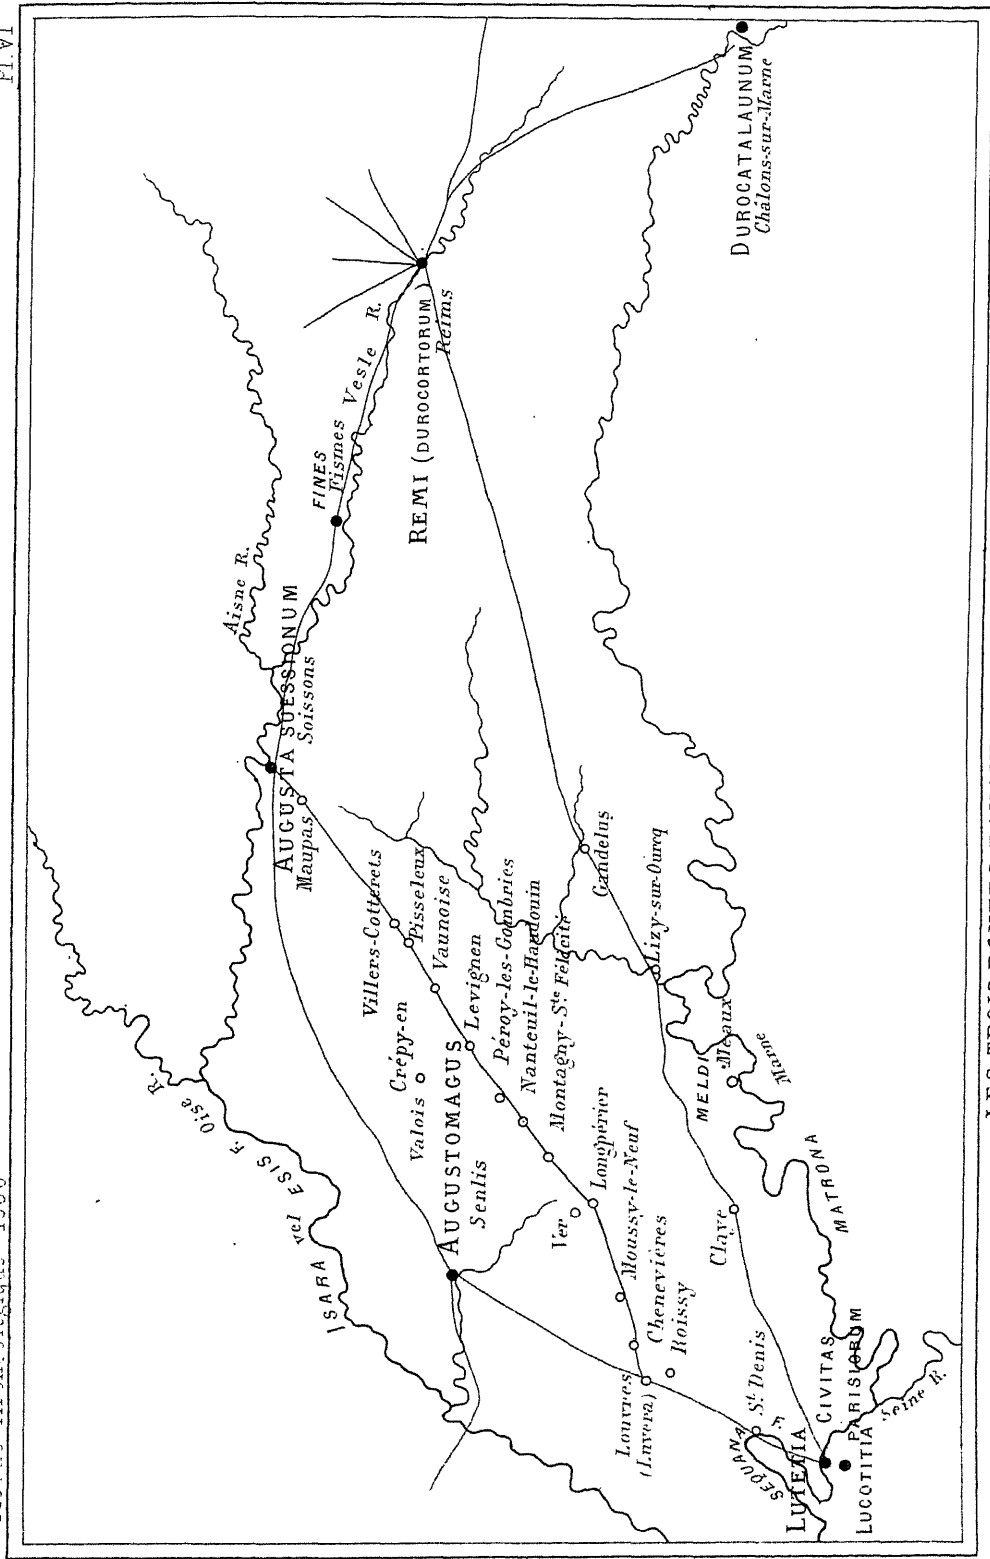 Pl. VI
DUROCATALAUNUM
Châlons-sur-Marne
Vesle R.
REMI (DUROCORTORUM)
Reims
FINES
Fismes
Aisne R.
AUGUSTA SUESSIONUM
Soissons
Maupas
Villers-Cotterets
Pisseleux
Vaunoise
Levignen
Péroy-les-Gombries
Nanteuil-le-Haudouin
Montagny-Ste Félicité
Crépy-en
Valois
AUGUSTOMAGUS
Senlis
Gandelus
Lizy-sur-Ourcq
MELDI
Meaux
Marne
MATRONA
Oise R.
ISARA vel ESIS F.
Ver
Longpérier
Moussy-le-Neuf
Chenevières
Roissy
Louvres
(Luvera)
Claye
St. Denis
SEQUANA F.
LUTETIA
CIVITAS
PARISIORUM
LUCOTITIA
Seine R.